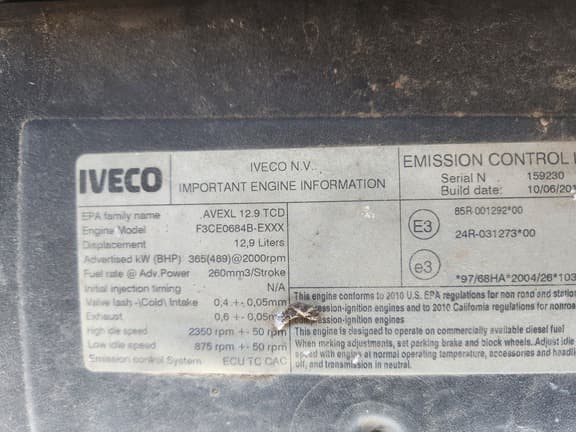 IVECO
IVECO N.V.
IMPORTANT ENGINE INFORMATION
EMISSION CONTROL
Serial N 159230
Build date: 10/06/20
EPA family name AVEXL 12.9 TCD
Engine Model F3CE0684B-EXXX
Displacement 12,9 Liters
Advertised kW (BHP) 365(489)@2000rpm
Fuel rate @ Adv.Power 260mm3/Stroke
Initial injection timing N/A
Valve lash -(Cold) Intake 0,4 +- 0,05mm
Exhaust 0,6 +- 0,05mm
High idle speed 2350 rpm +- 50 rpm
Low idle speed 875 rpm +- 50 rpm
Emission control System ECU TC CAC
E3
85R-001292*00
24R-031273*00
e3
*97/68HA*2004/26*103
This engine conforms to 2010 U.S. EPA regulations for non road and
-ignition engines and to 2010 California regulations for
-ignition engines
This engine is designed to operate on commercially available diesel fuel
When making adjustments, set parking brake and block wheels. Adjust idle
speed with engine at normal operating temperature, accessories and
off, and transmission in neutral.